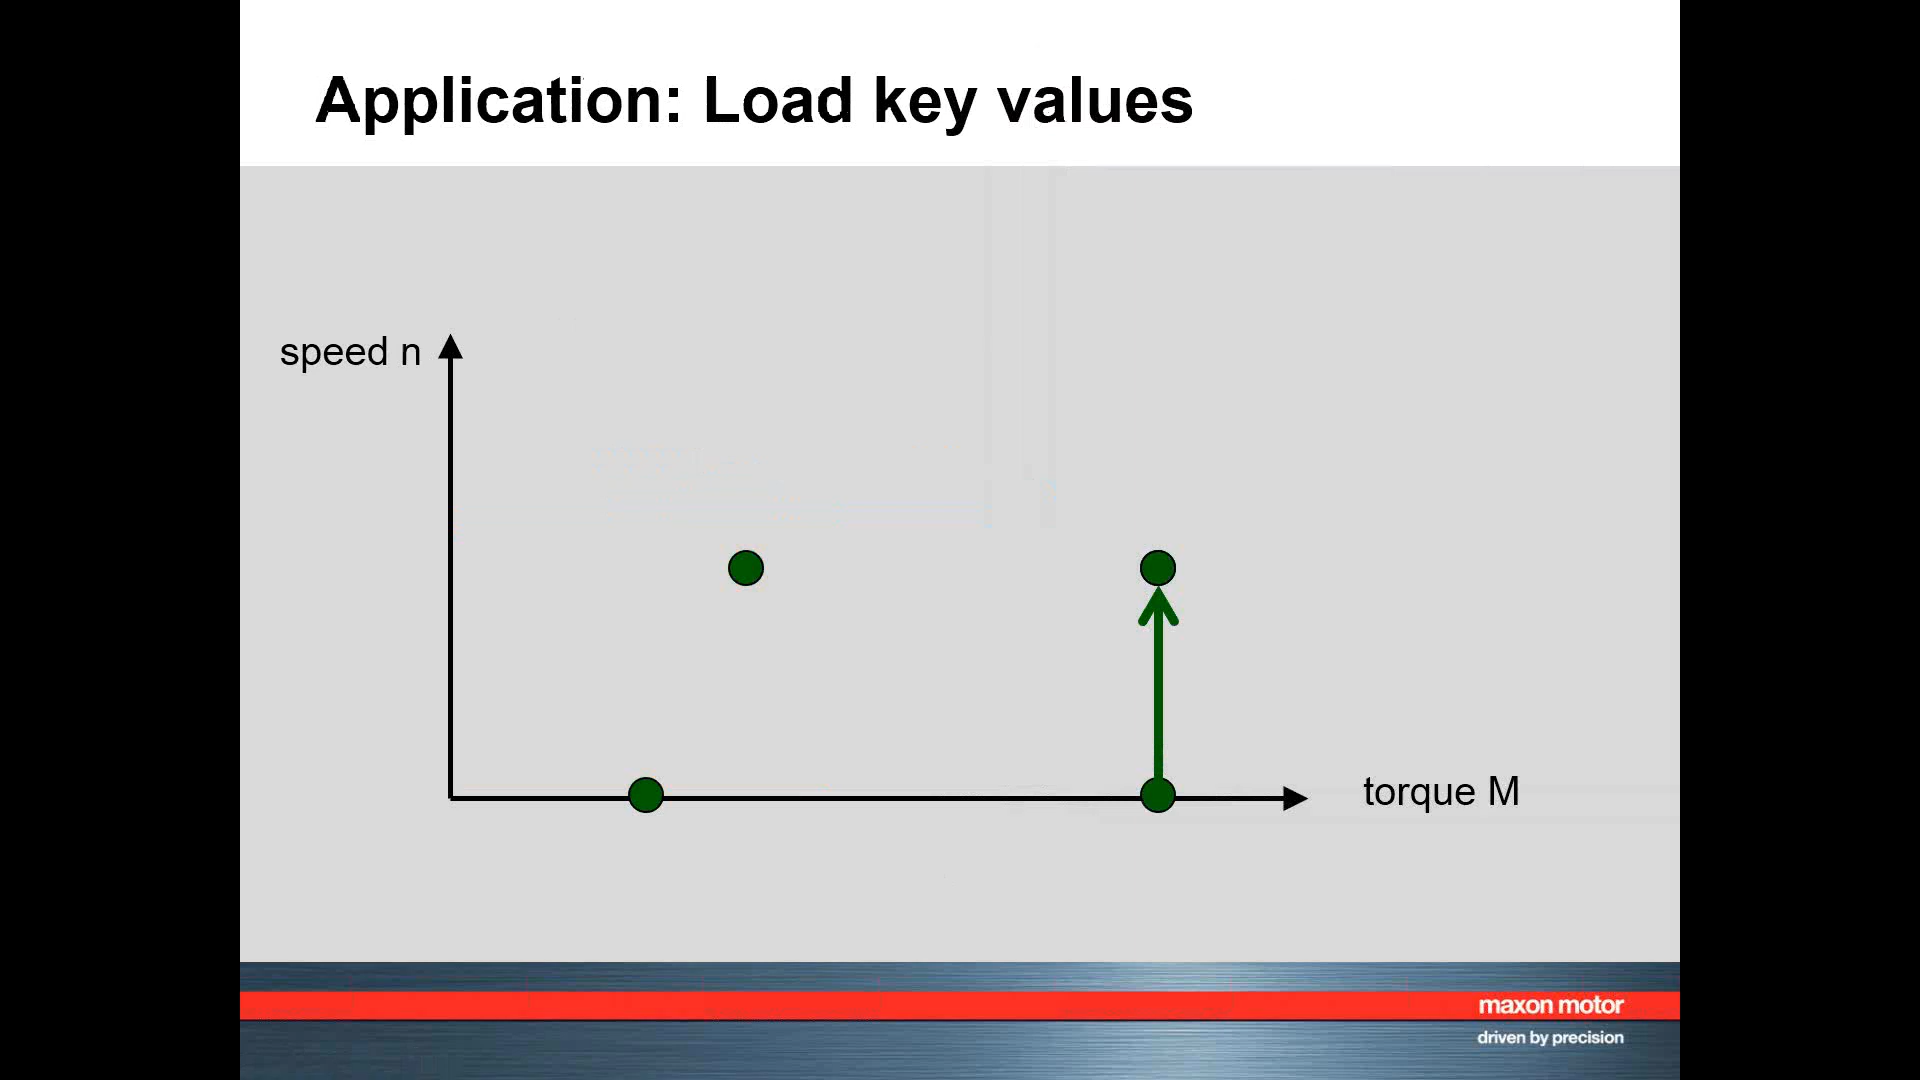 Application: Load key values
speed n
torque M
maxon motor
driven by precision